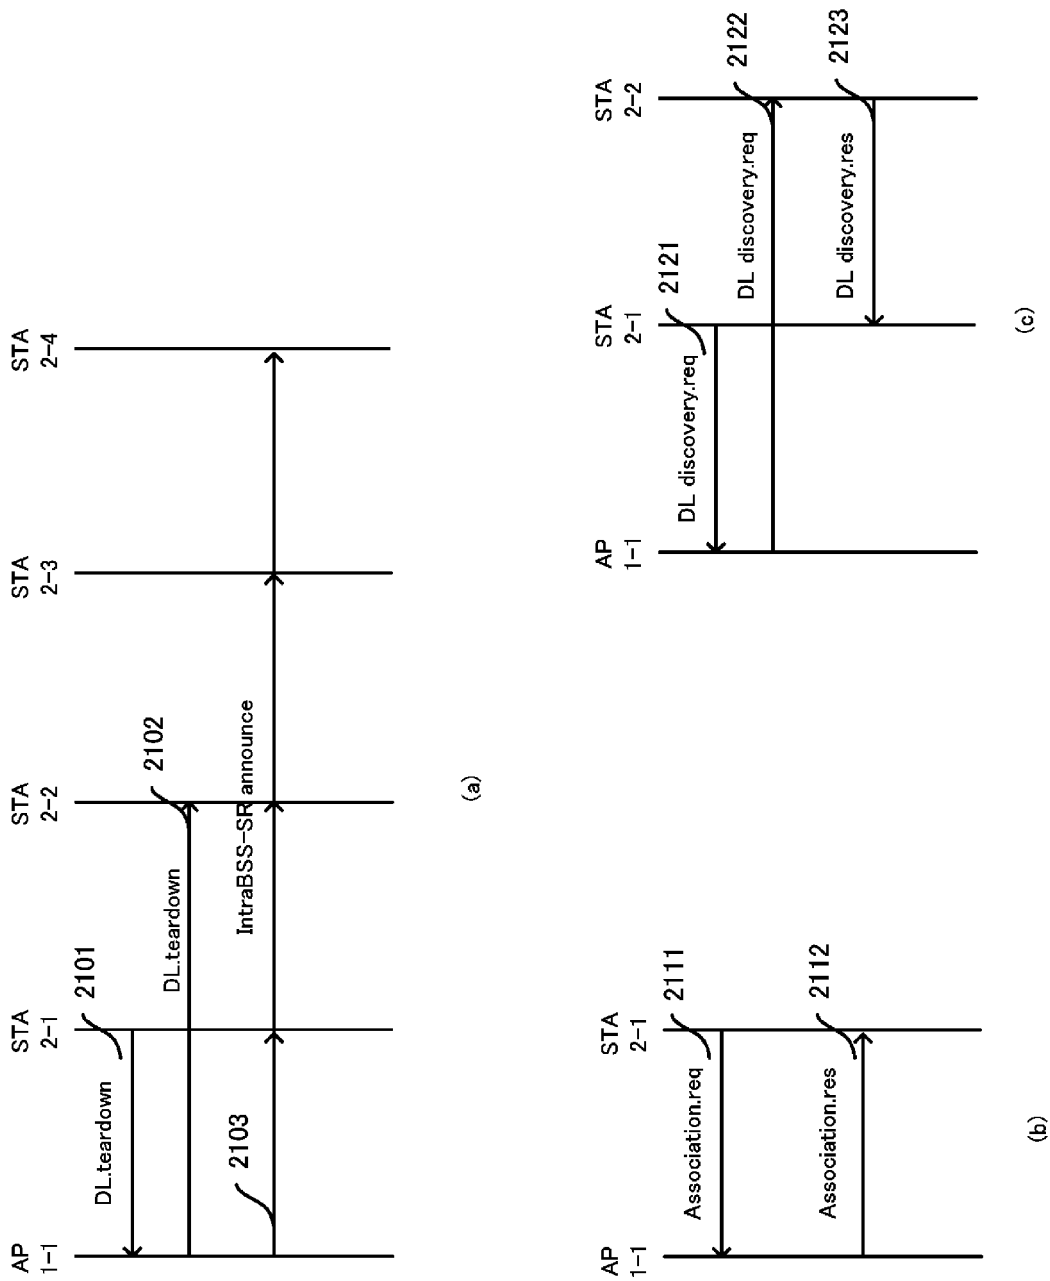 AP
1-1
STA
2-1
STA
2-2
STA
2-3
STA
2-4
DL.teardown
2101
DL.teardown
2102
IntraBSS-SR announce
2103
(a)
AP
1-1
STA
2-1
Association.req
2111
Association.res
2112
(b)
AP
1-1
STA
2-1
STA
2-2
DL discovery.req
2121
DL discovery.req
2122
DL discovery.res
2123
(c)